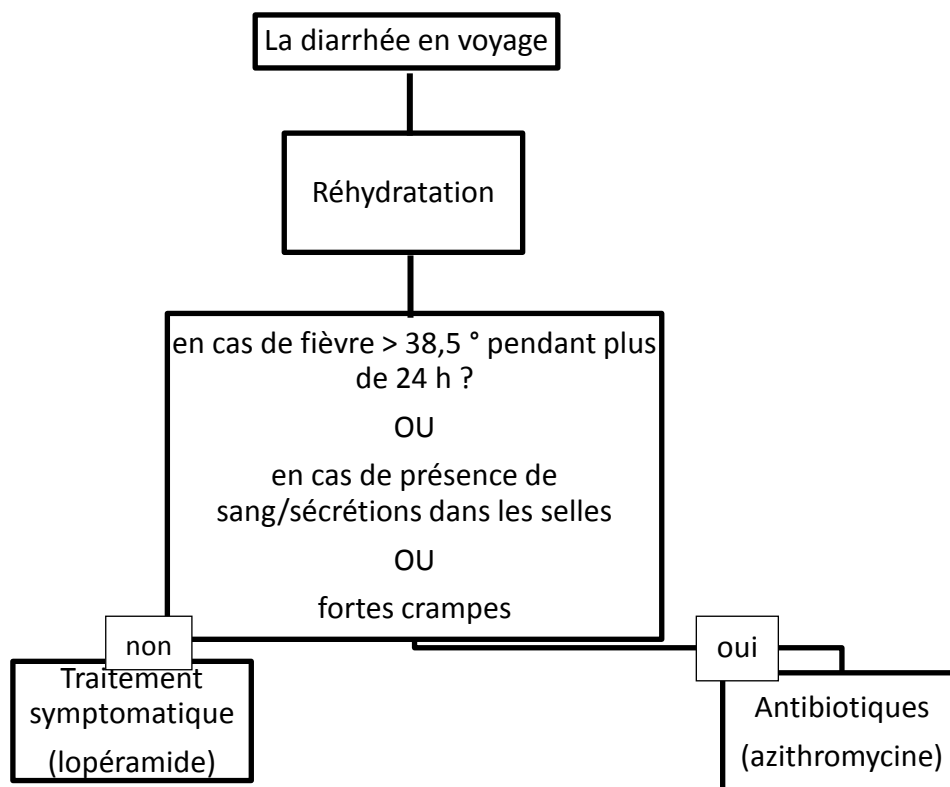 La diarrhée en voyage
Réhydratation
en cas de fièvre > 38,5 ° pendant plus
de 24 h ?
OU
en cas de présence de
sang/sécrétions dans les selles
OU
fortes crampes
non
oui
Traitement
symptomatique
(lopéramide)
Antibiotiques
(azithromycine)